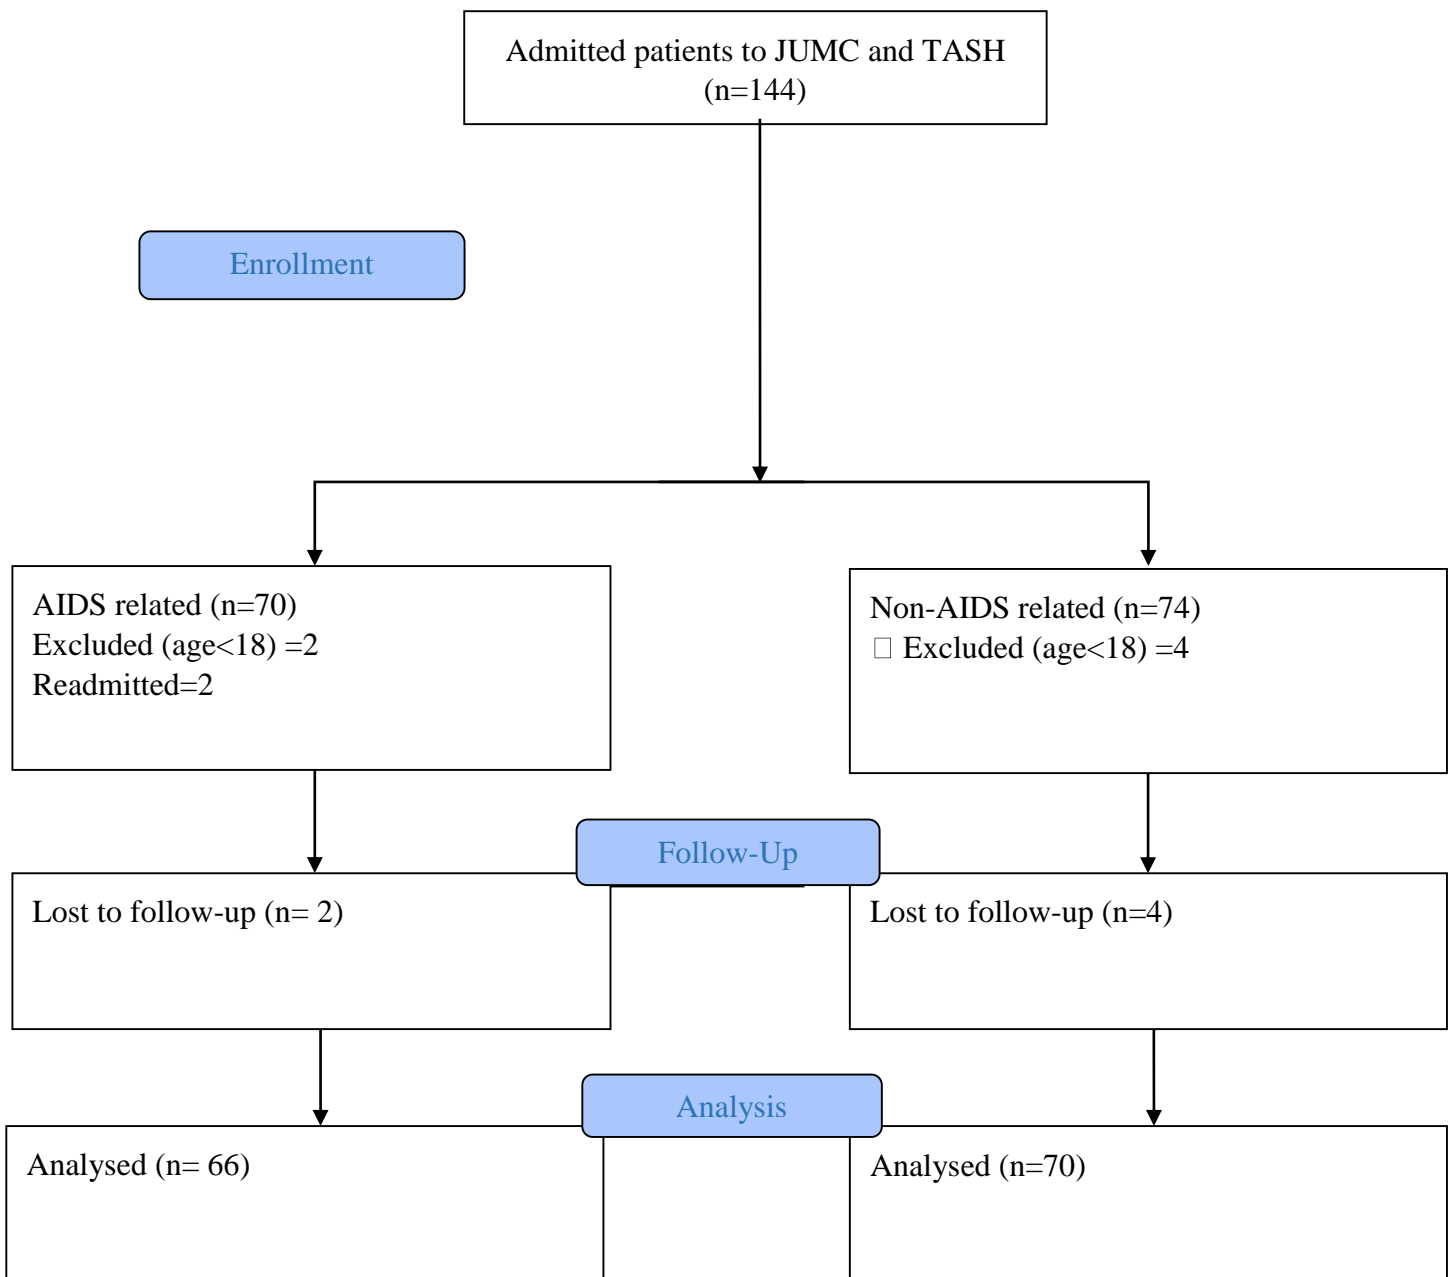 Admitted patients to JUMC and TASH
(n=144)
Enrollment
AIDS related (n=70)
Excluded (age<18) =2
Readmitted=2
Non-AIDS related (n=74)
□ Excluded (age<18) =4
Follow-Up
Lost to follow-up (n= 2)
Lost to follow-up (n=4)
Analysis
Analysed (n= 66)
Analysed (n=70)